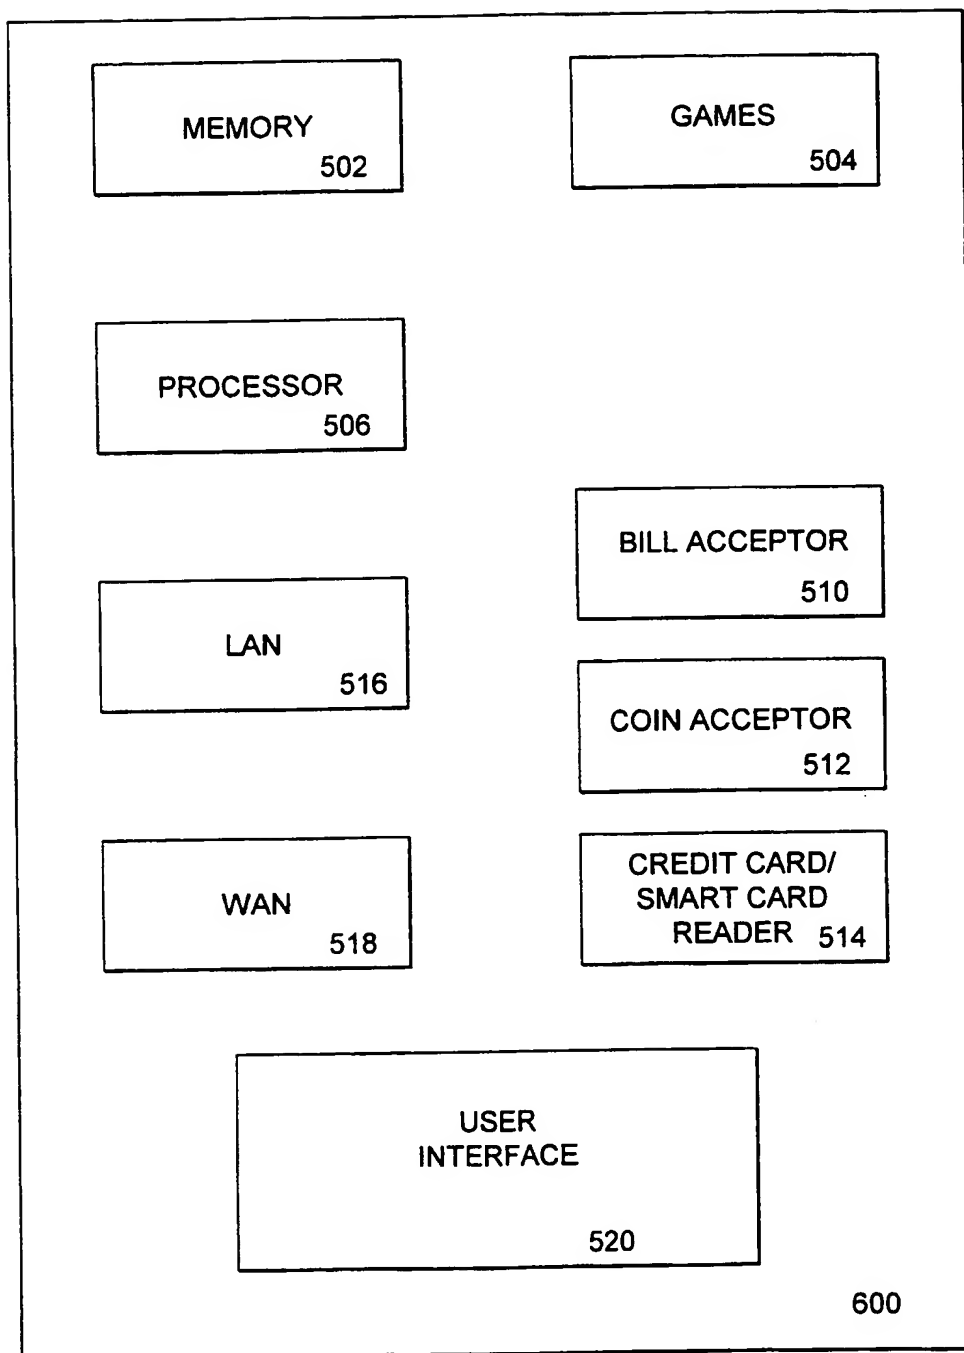 MEMORY
502
GAMES
504
PROCESSOR
506
BILL ACCEPTOR
510
LAN
516
COIN ACCEPTOR
512
WAN
518
CREDIT CARD/
SMART CARD
READER 514
USER
INTERFACE
520
600